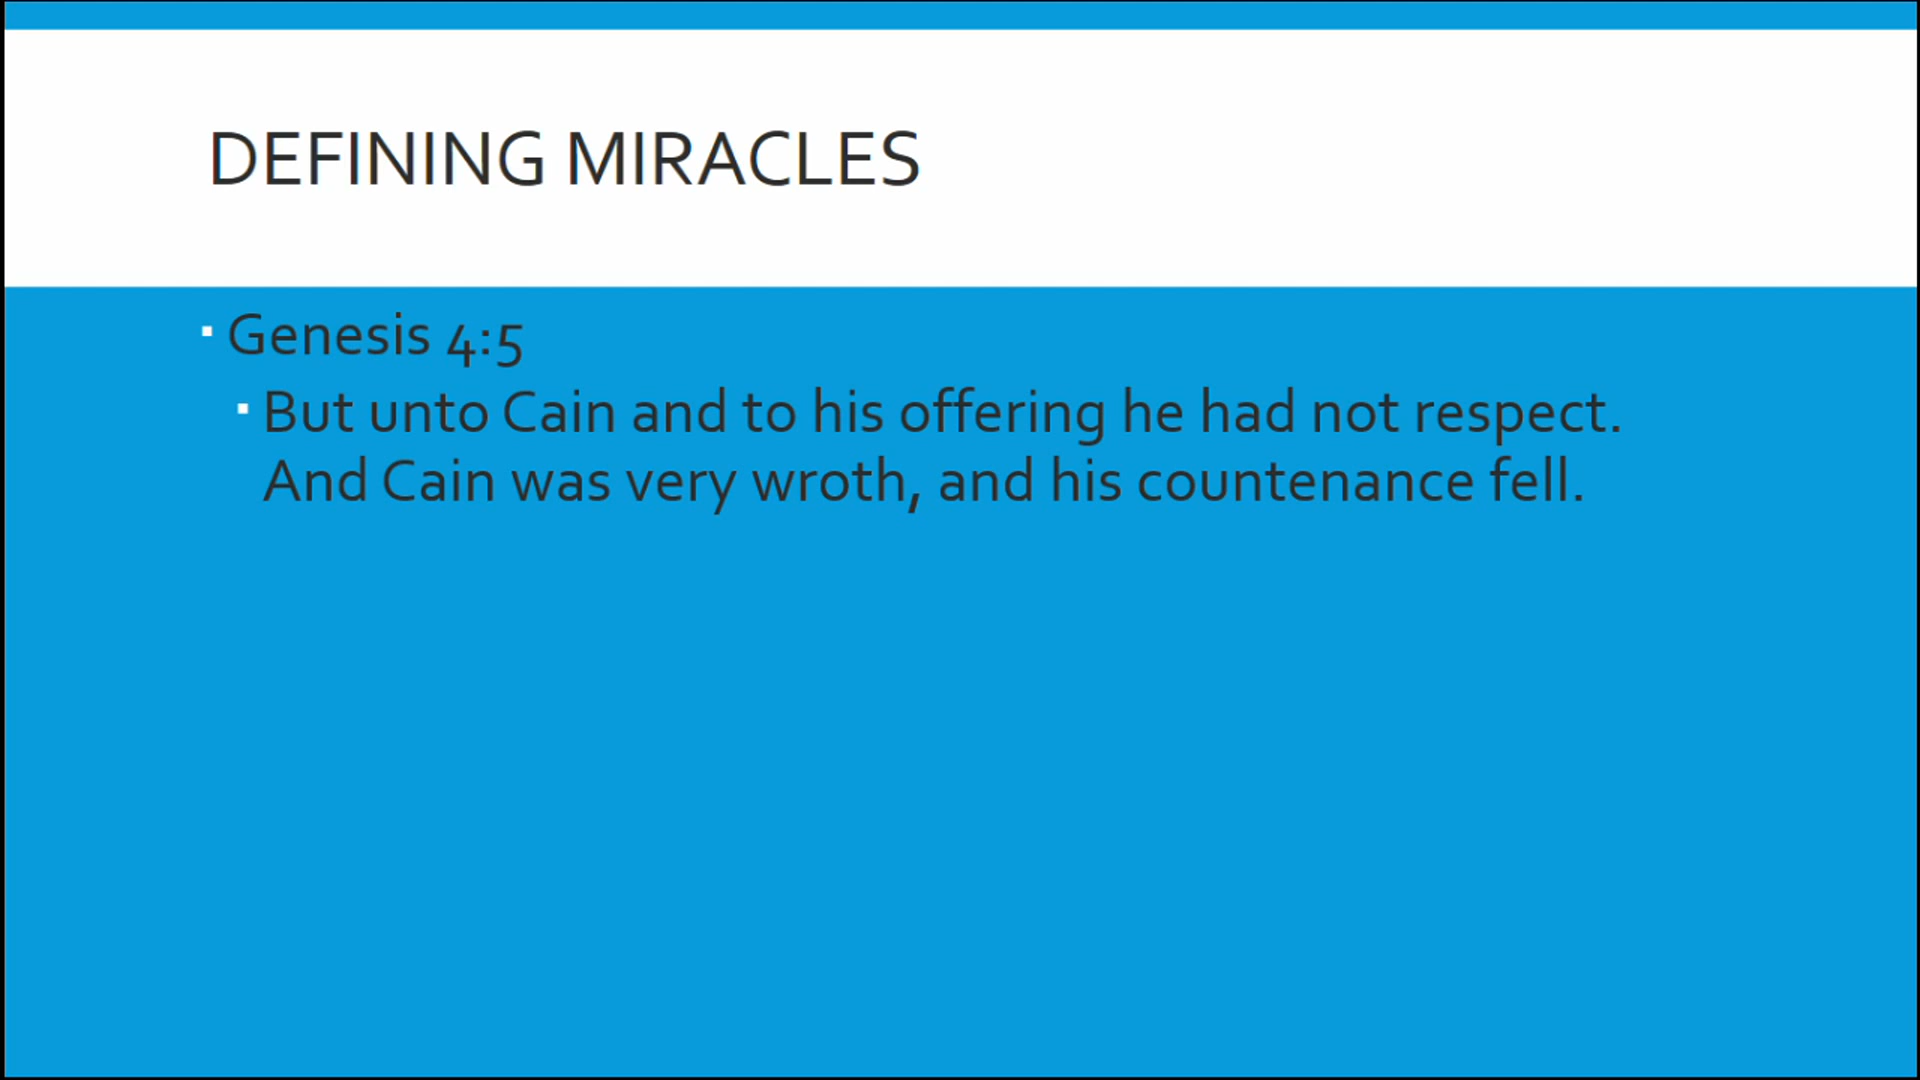 DEFINING MIRACLES
Genesis 4:5
But unto Cain and to his offering he had not respect.
And Cain was very wroth, and his countenance fell.